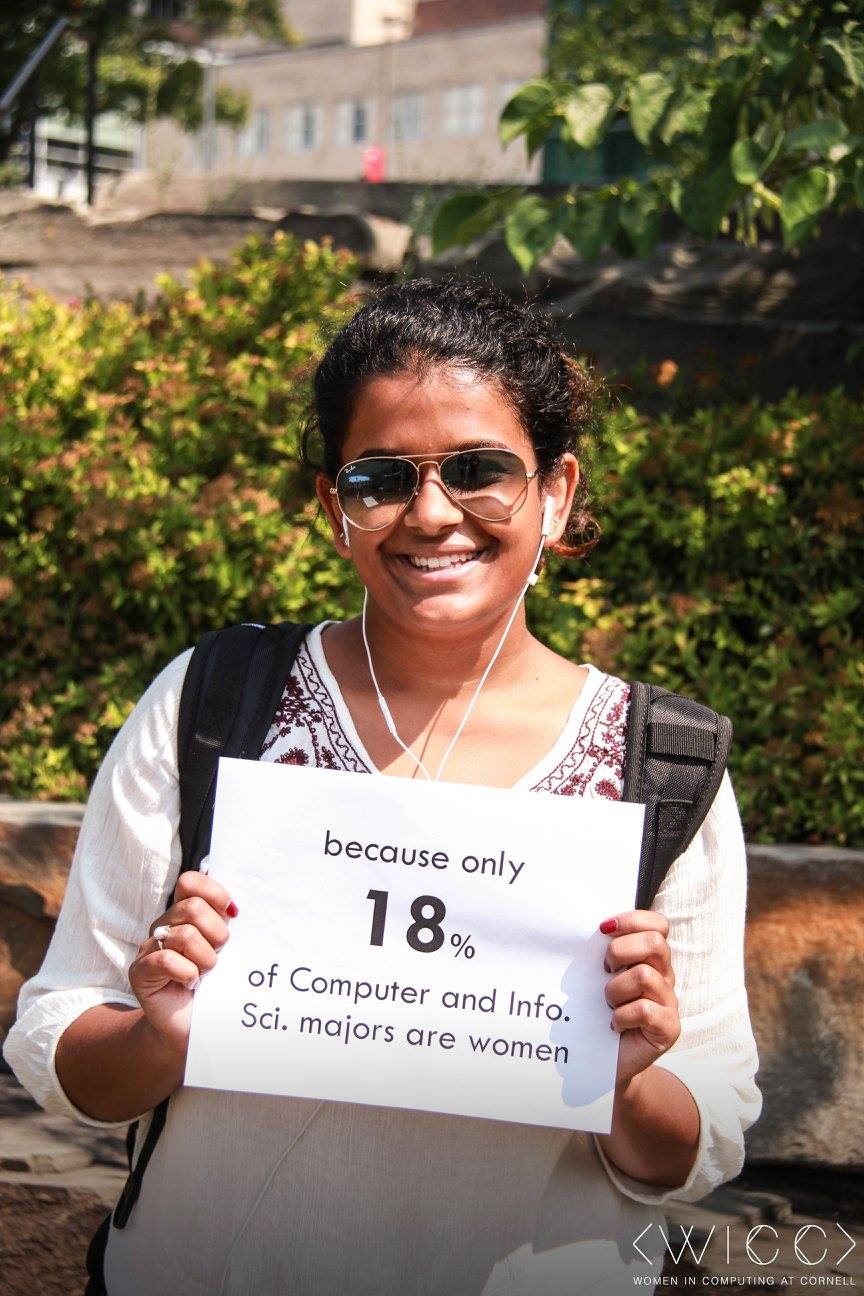 because only
18%
of Computer and Info.
Sci. majors are women
<WICC>
WOMEN IN COMPUTING AT CORNELL